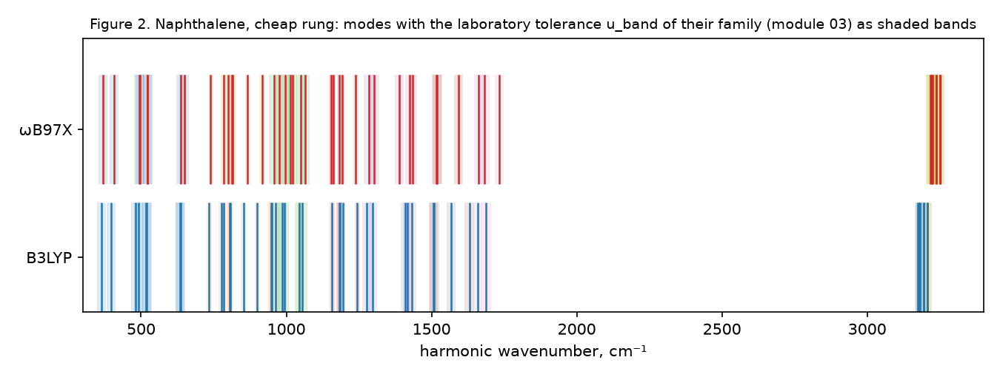 Figure 2. Naphthalene, cheap rung: modes with the laboratory tolerance u_band of their family (module 03) as shaded bands
ωB97X
B3LYP
500 1000 1500 2000 2500 3000
harmonic wavenumber, cm⁻¹